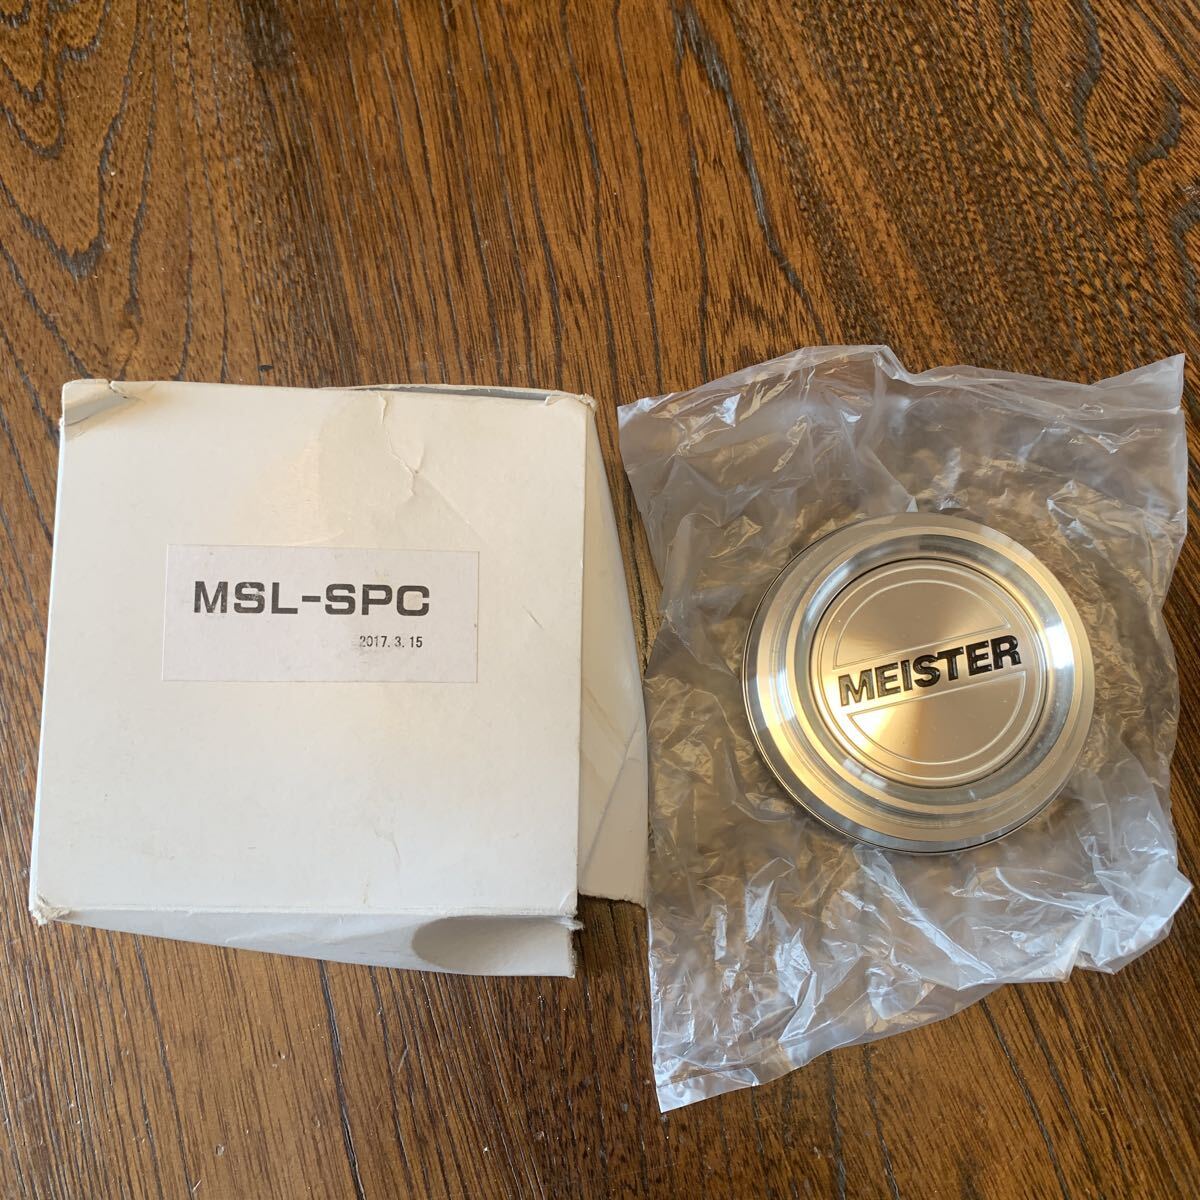 MSL-SPC
2017. 3. 15
MEISTER